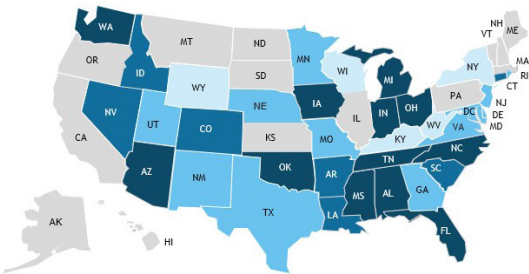 WA
MT
ND
OR
ID
WY
SD
MN
WI
MI
NY
VT
NH
ME
MA
RI
CT
NJ
DE
MD
DC
PA
NV
UT
CO
NE
IA
IL
IN
OH
WV
VA
CA
AZ
NM
KS
OK
MO
AR
KY
TN
NC
SC
TX
LA
MS
AL
GA
FL
AK
HI